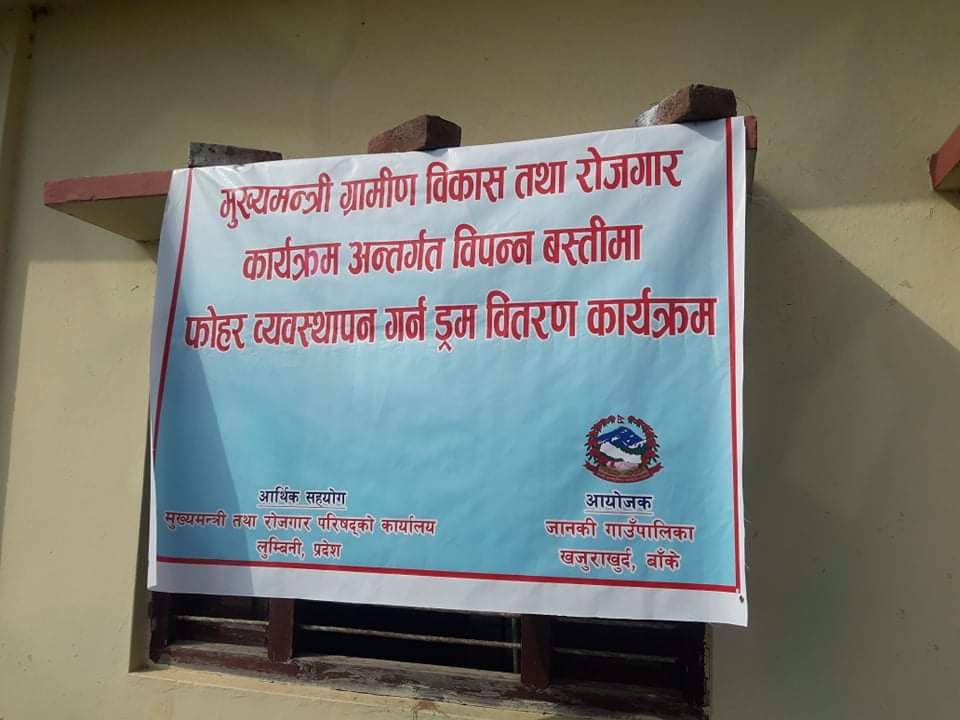 मुख्यमन्त्री ग्रामीण विकास तथा रोजगार
कार्यक्रम अन्तर्गत विपन्न बस्तीमा
फोहर व्यवस्थापन गर्न ड्रम वितरण कार्यक्रम
आर्थिक सहयोग
मुख्यमन्त्री तथा रोजगार परिषद्को कार्यालय
लुम्बिनी, प्रदेश
आयोजक
जानकी गाउँपालिका
खजुराखुर्द, बाँके